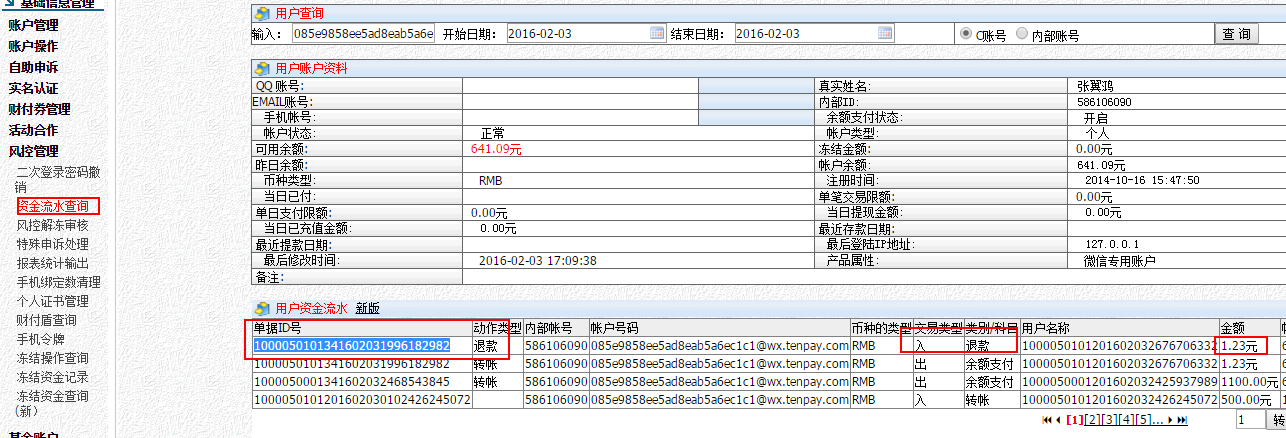 基础信息管理
账户管理
账户操作
自助申诉
实名认证
财付券管理
活动合作
风控管理
二次登录密码撤
销
资金流水查询
风控解冻审核
特殊申诉处理
报表统计输出
手机绑定数清理
个人证书管理
财付盾查询
手机令牌
冻结操作查询
冻结资金记录
冻结资金查询
（新）
基金账户
用户查询
输入： 085e9858ee5ad8eab5a6e 开始日期： 2016-02-03 结束日期： 2016-02-03 C账号 内部账号 查 询
用户账户资料
QQ 账号: 真实姓名: 张翼鸿
EMAIL账号: 内部ID: 586106090
手机帐号: 余额支付状态: 开启
帐户状态: 正常 帐户类型: 个人
可用余额: 641.09元 冻结金额: 0.00元
昨日余额: 帐户余额: 641.09元
币种类型: RMB 注册时间: 2014-10-16 15:47:50
当日已付: 单笔交易限额: 0.00元
单日支付限额: 0.00元 当日提现金额: 0.00元
当日已充值金额: 0.00元 最近存款日期:
最近提款日期: 最后登陆IP地址: 127.0.0.1
最后修改时间: 2016-02-03 17:09:38 产品属性: 微信专用账户
备注:
用户资金流水 新版
单据ID号 动作类型 内部帐号 帐户号码 币种的类型 交易类型 类别/科目 用户名称 金额
1000050101341602031996182982 退款 586106090 085e9858ee5ad8eab5a6ec1c1@wx.tenpay.com RMB 入 退款 1000050101201602032676706332 1.23元
1000050101341602031996182982 转帐 586106090 085e9858ee5ad8eab5a6ec1c1@wx.tenpay.com RMB 出 余额支付 1000050101201602032676706332 1.23元
1000050001341602032468543845 转帐 586106090 085e9858ee5ad8eab5a6ec1c1@wx.tenpay.com RMB 出 余额支付 1000050001201602032425937989 1100.00元
1000050101201602030102426245072 586106090 085e9858ee5ad8eab5a6ec1c1@wx.tenpay.com RMB 入 转帐 1000050101201602032426245072 500.00元
[1][2][3][4][5]... 1 转